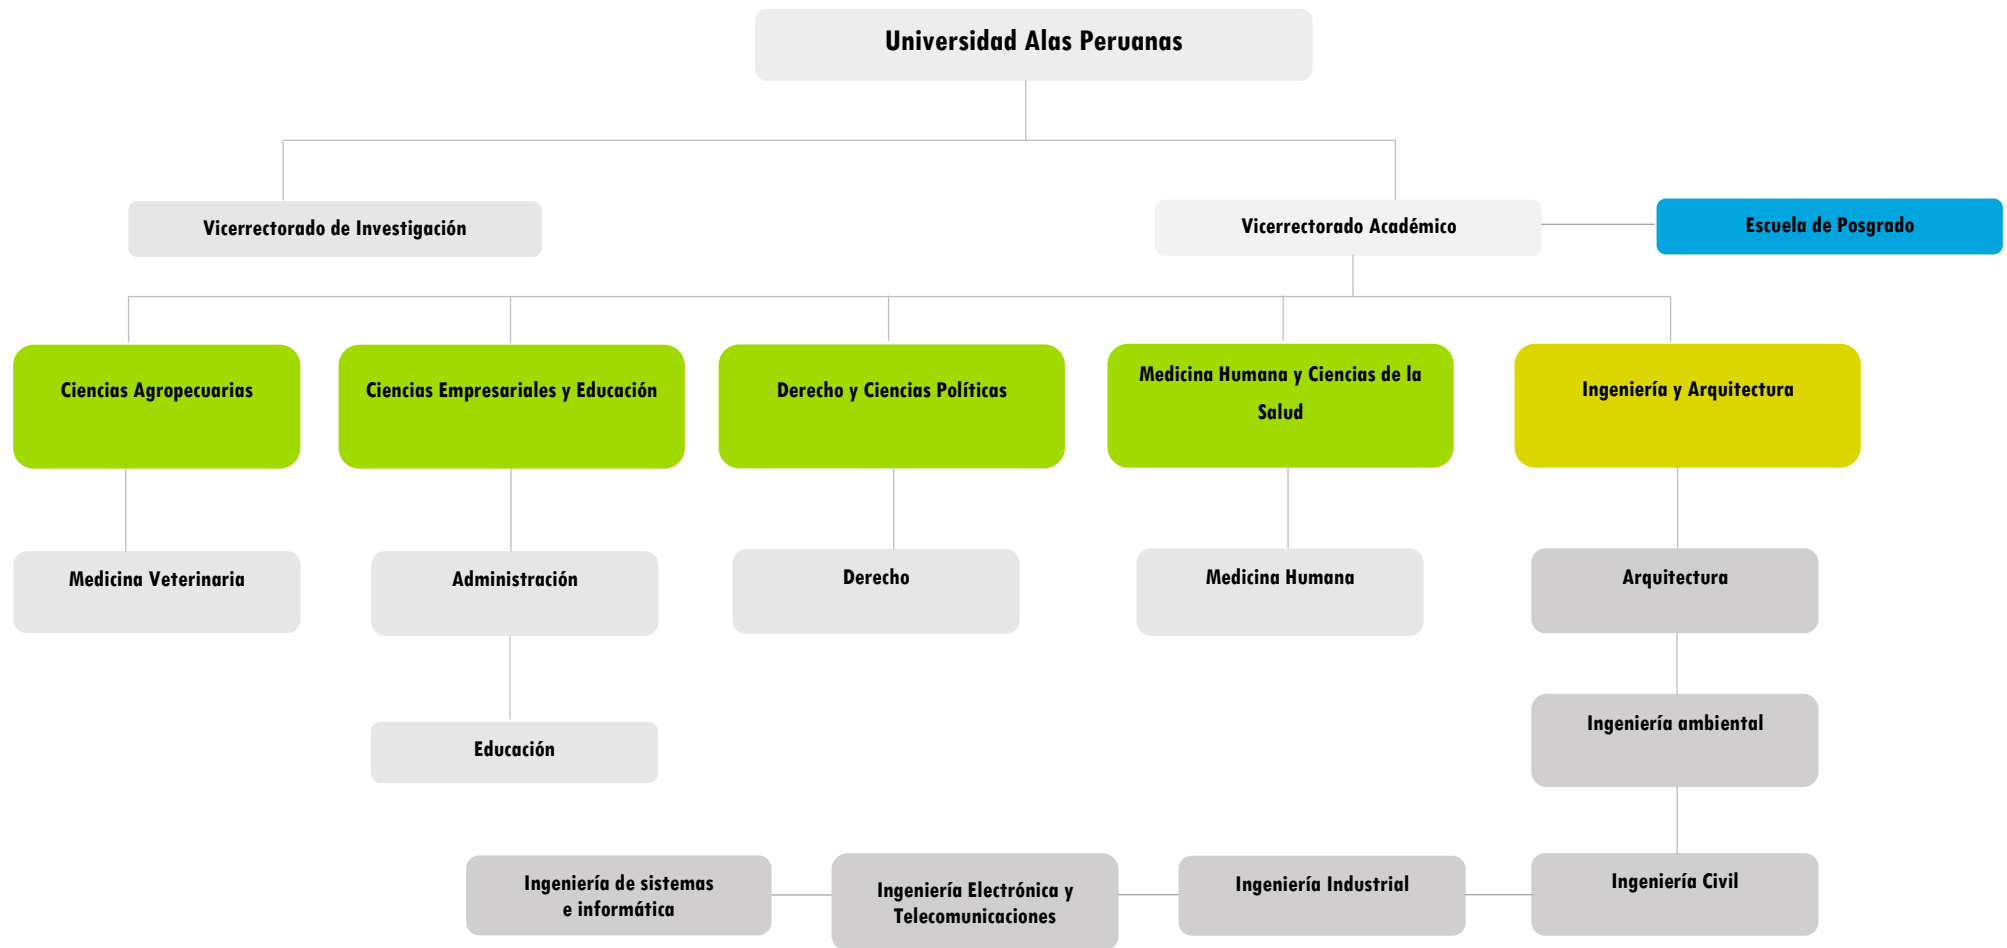 Universidad Alas Peruanas
Vicerrectorado de Investigación
Vicerrectorado Académico
Escuela de Posgrado
Ciencias Agropecuarias
Ciencias Empresariales y Educación
Derecho y Ciencias Políticas
Medicina Humana y Ciencias de la
Salud
Ingeniería y Arquitectura
Medicina Veterinaria
Administración
Derecho
Medicina Humana
Arquitectura
Educación
Ingeniería ambiental
Ingeniería de sistemas
e informática
Ingeniería Electrónica y
Telecomunicaciones
Ingeniería Industrial
Ingeniería Civil